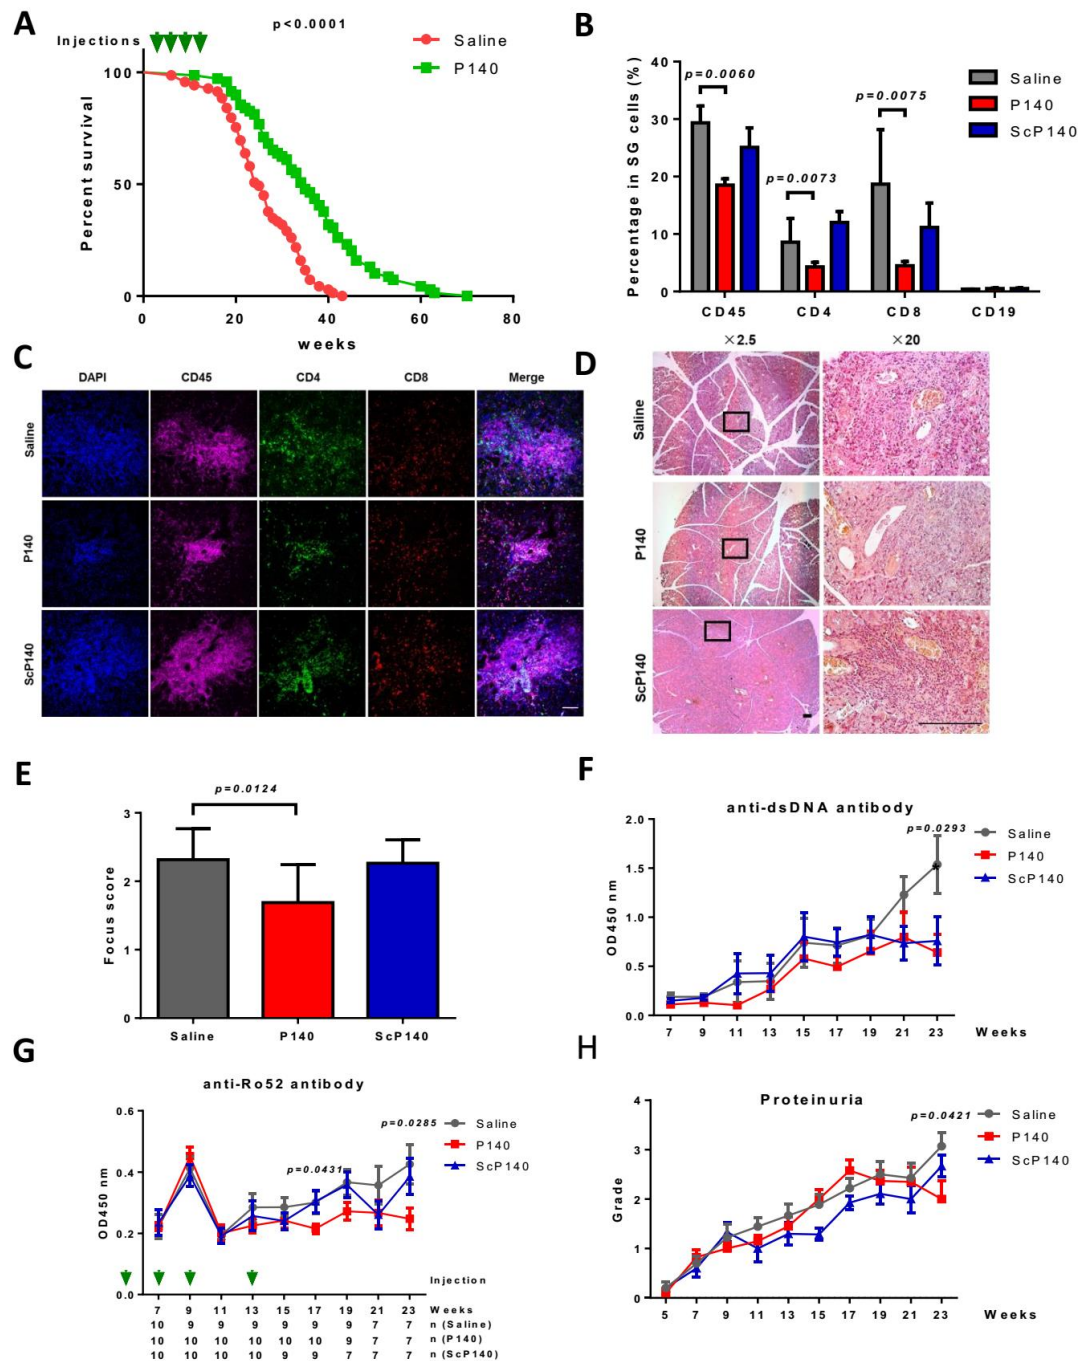 A
p<0.0001
Injections
Saline
P140
Percent survival
100
50
0
0 20 40 60 80
weeks
B
Saline
P140
ScP140
Percentage in SG cells (%)
40
30
20
10
0
p=0.0060
p=0.0073
p=0.0075
CD45 CD4 CD8 CD19
C
DAPI CD45 CD4 CD8 Merge
Saline
P140
ScP140
D
×2.5 ×20
Saline
P140
ScP140
E
p=0.0124
Focus score
3
2
1
0
Saline P140 ScP140
F
anti-dsDNA antibody
p=0.0293
Saline
P140
ScP140
OD450 nm
2.0
1.5
1.0
0.5
0.0
7 9 11 13 15 17 19 21 23 Weeks
G
anti-Ro52 antibody
p=0.0285
p=0.0431
Saline
P140
ScP140
OD450 nm
0.6
0.4
0.2
0.0
Injection
7 9 11 13 15 17 19 21 23 Weeks
10 9 9 9 9 9 9 7 7 n (Saline)
10 10 10 10 10 10 9 7 7 n (P140)
10 10 10 10 9 9 7 7 7 n (ScP140)
H
Proteinuria
p=0.0421
Saline
P140
ScP140
Grade
4
3
2
1
0
5 7 9 11 13 15 17 19 21 23 Weeks